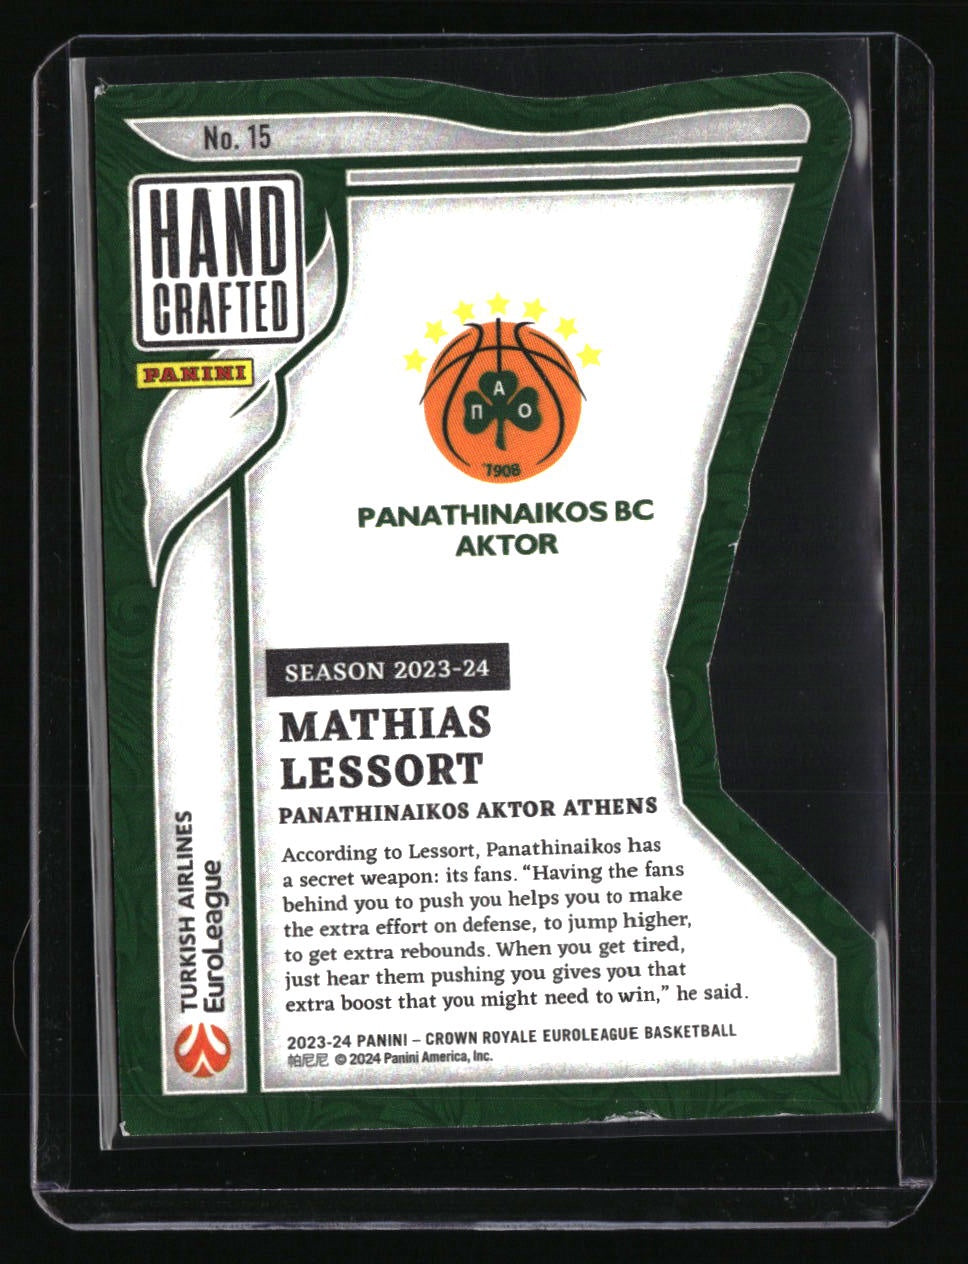 No. 15
HAND
CRAFTED
PANINI
Α
Π Ο
1908
PANATHINAIKOS BC
AKTOR
SEASON 2023-24
MATHIAS
LESSORT
PANATHINAIKOS AKTOR ATHENS
According to Lessort, Panathinaikos has
a secret weapon: its fans. “Having the fans
behind you to push you helps you to make
the extra effort on defense, to jump higher,
to get extra rebounds. When you get tired,
just hear them pushing you gives you that
extra boost that you might need to win,” he said.
2023-24 PANINI – CROWN ROYALE EUROLEAGUE BASKETBALL
帕尼尼 © 2024 Panini America, Inc.
TURKISH AIRLINES
EuroLeague